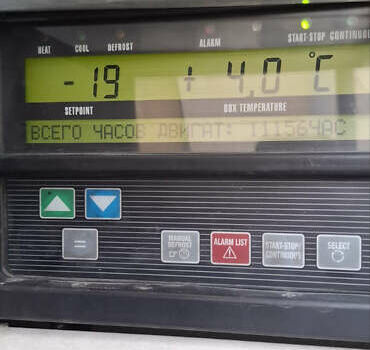 HEAT COOL DEFROST ALARM START-STOP CONTINUOUS
-19 + 4,0 °C
SETPOINT BOX TEMPERATURE
ВСЕГО ЧАСОВ ДВИГАТ: 11156ЧАС
=
MANUAL DEFROST
ALARM LIST
START-STOP/ CONTINUOUS
SELECT